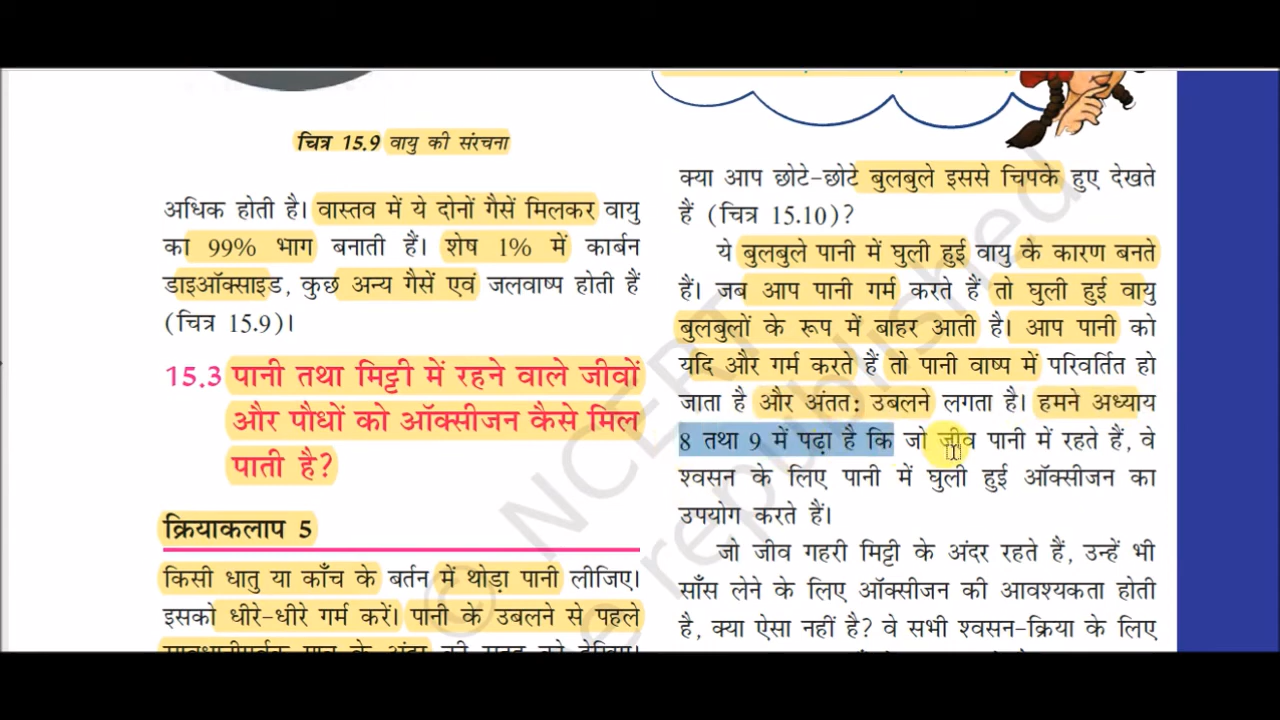 चित्र 15.9 वायु की संरचना
अधिक होती है। वास्तव में ये दोनों गैसें मिलकर वायु
का 99% भाग बनाती हैं। शेष 1% में कार्बन
डाइऑक्साइड, कुछ अन्य गैसें एवं जलवाष्प होती हैं
(चित्र 15.9)।
15.3 पानी तथा मिट्टी में रहने वाले जीवों
और पौधों को ऑक्सीजन कैसे मिल
पाती है?
क्रियाकलाप 5
किसी धातु या काँच के बर्तन में थोड़ा पानी लीजिए।
इसको धीरे-धीरे गर्म करें। पानी के उबलने से पहले
क्या आप छोटे-छोटे बुलबुले इससे चिपके हुए देखते
हैं (चित्र 15.10)?
ये बुलबुले पानी में घुली हुई वायु के कारण बनते
हैं। जब आप पानी गर्म करते हैं तो घुली हुई वायु
बुलबुलों के रूप में बाहर आती है। आप पानी को
यदि और गर्म करते हैं तो पानी वाष्प में परिवर्तित हो
जाता है और अंततः उबलने लगता है। हमने अध्याय
8 तथा 9 में पढ़ा है कि जो जीव पानी में रहते हैं, वे
श्वसन के लिए पानी में घुली हुई ऑक्सीजन का
उपयोग करते हैं।
जो जीव गहरी मिट्टी के अंदर रहते हैं, उन्हें भी
साँस लेने के लिए ऑक्सीजन की आवश्यकता होती
है, क्या ऐसा नहीं है? वे सभी श्वसन-क्रिया के लिए
© NCERT
be republished